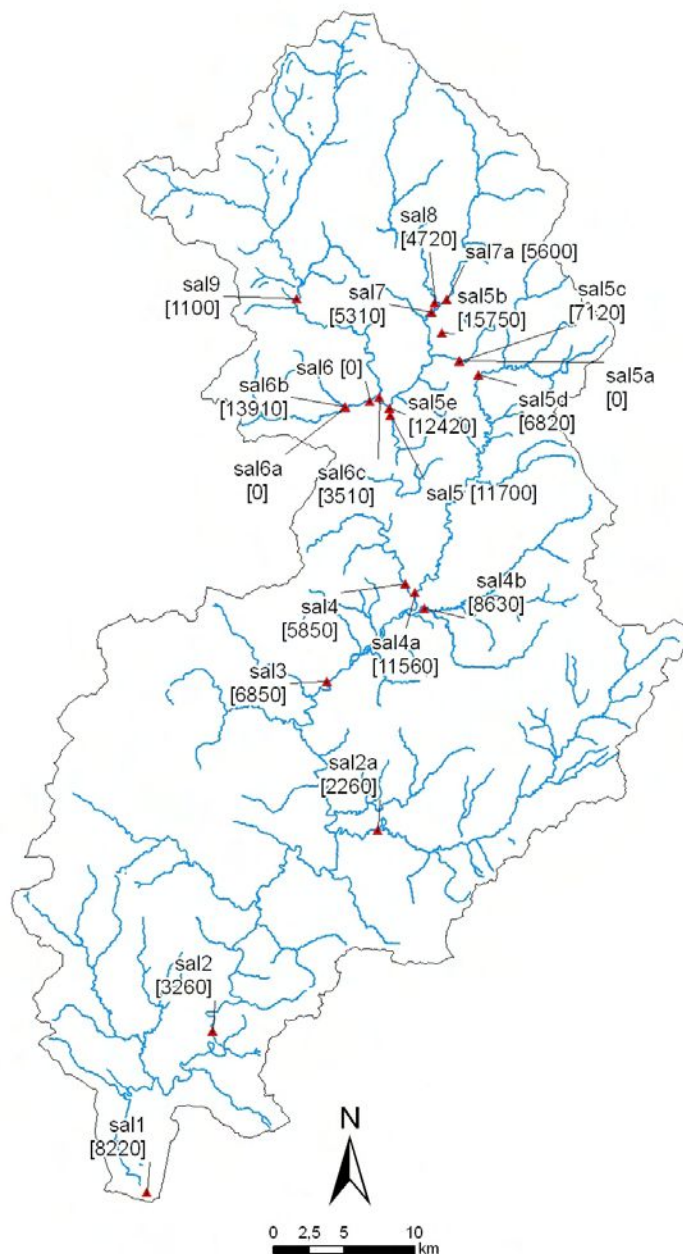 sal8
[4720]
sal7a [5600]
sal5c
[7120]
sal9
[1100]
sal7
[5310]
sal5b
[15750]
sal6 [0]
sal6b
[13910]
sal5e
[12420]
sal5a
[0]
sal5d
[6820]
sal6a
[0]
sal6c
[3510]
sal5 [11700]
sal4b
[8630]
sal4
[5850]
sal4a
[11560]
sal3
[6850]
sal2a
[2260]
sal2
[3260]
sal1
[8220]
N
0 2,5 5 10
km